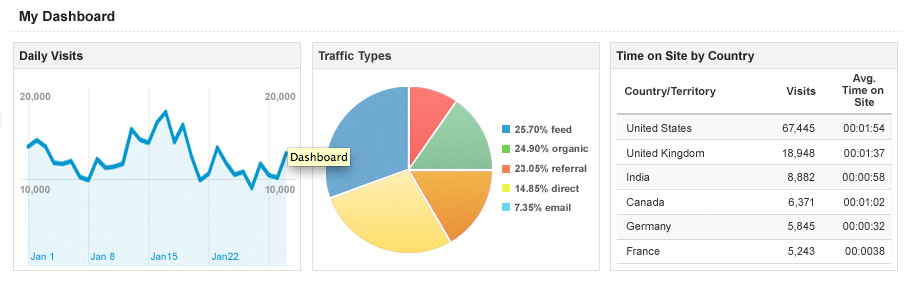 My Dashboard
Daily Visits
20,000
20,000
10,000
10,000
Jan 1
Jan 8
Jan15
Jan22
Dashboard
Traffic Types
25.70% feed
24.90% organic
23.05% referral
14.85% direct
7.35% email
Time on Site by Country
Country/Territory Visits Avg. Time on Site
United States 67,445 00:01:54
United Kingdom 18,948 00:01:37
India 8,882 00:00:58
Canada 6,371 00:01:02
Germany 5,845 00:00:32
France 5,243 00:0038